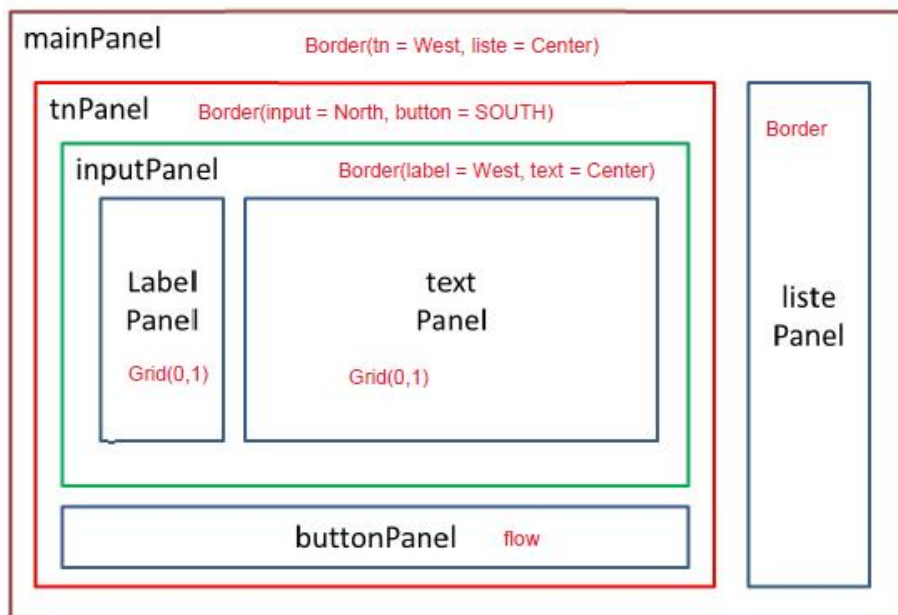 mainPanel
Border(tn = West, liste = Center)
tnPanel
Border(input = North, button = SOUTH)
Border
inputPanel
Border(label = West, text = Center)
Label
Panel
Grid(0,1)
text
Panel
Grid(0,1)
liste
Panel
buttonPanel
flow